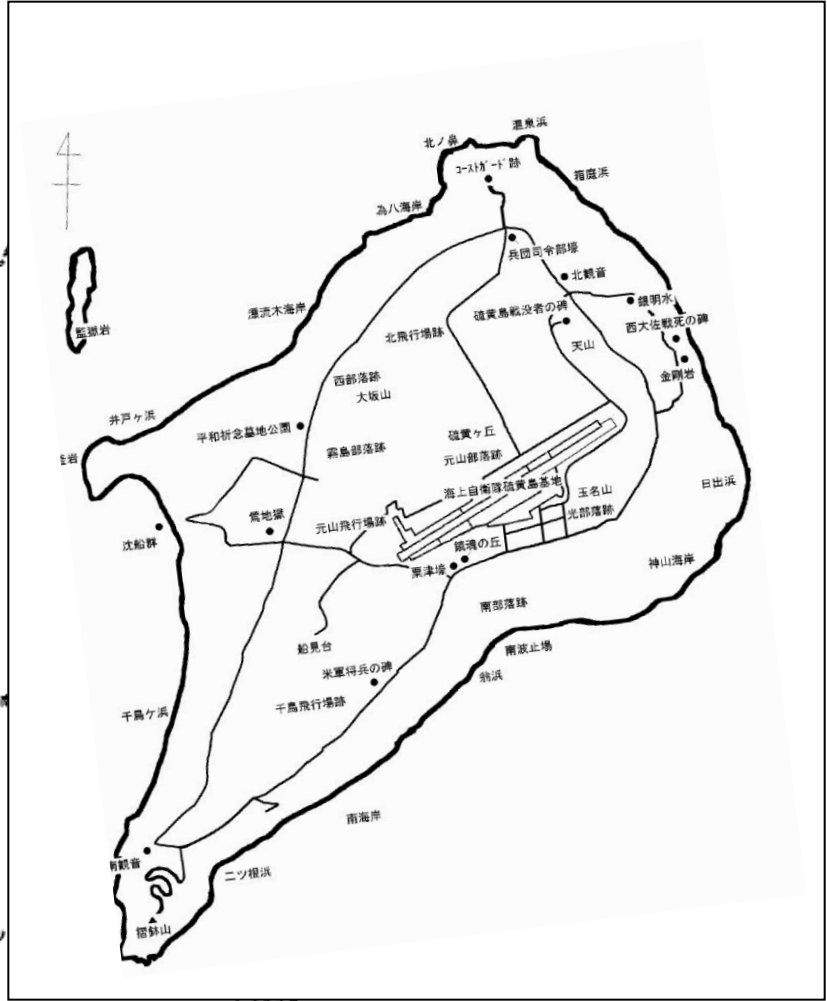 温泉浜
北ノ鼻
ｺｰｽﾄｶﾞｰﾄﾞ跡
箱庭浜
為八海岸
兵団司令部壕
北観音
漂流木海岸
硫黄島戦没者の碑
銀明水
監獄岩
北飛行場跡
西大佐戦死の碑
天山
西部落跡
金剛岩
大坂山
井戸ヶ浜
平和祈念墓地公園
硫黄ヶ丘
霧島部落跡
元山部落跡
釜岩
海上自衛隊硫黄島基地
日出浜
玉名山
鶯地獄
元山飛行場跡
光部落跡
沈船群
鎮魂の丘
粟津壕
神山海岸
南部落跡
船見台
南波止場
米軍将兵の碑
翁浜
千鳥ケ浜
千鳥飛行場跡
南海岸
南観音
二ツ根浜
摺鉢山